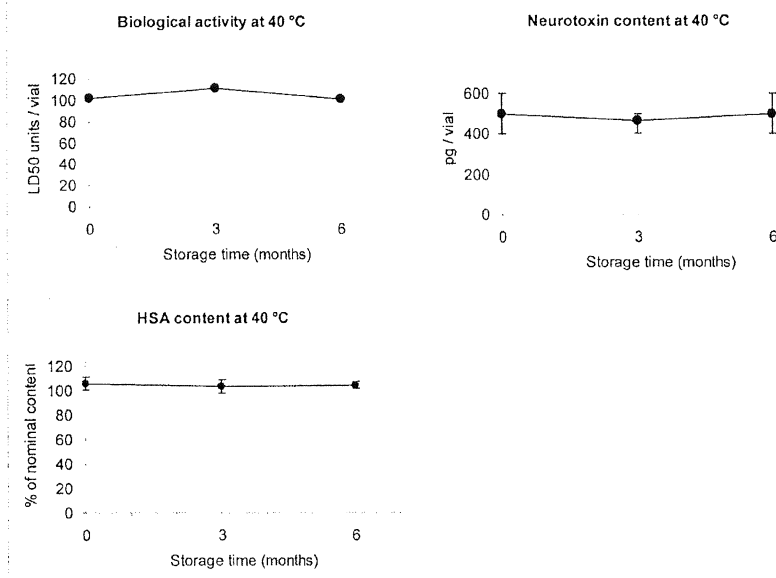 Biological activity at 40 °C
LD50 units / vial
120
100
80
60
40
20
0
0 3 6
Storage time (months)
Neurotoxin content at 40 °C
pg / vial
600
400
200
0
0 3 6
Storage time (months)
HSA content at 40 °C
% of nominal content
120
100
80
60
40
20
0
0 3 6
Storage time (months)